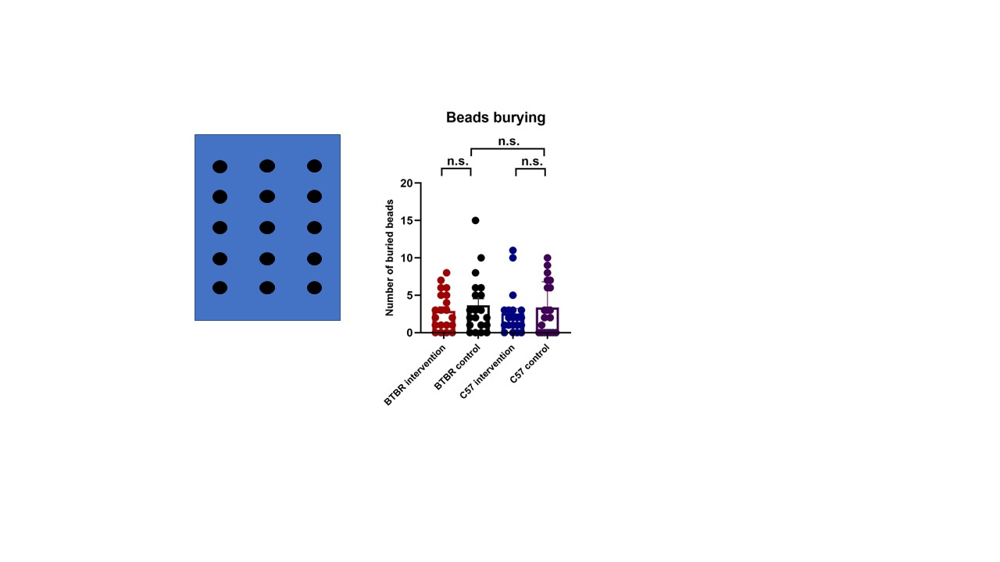 Beads burying
n.s.
n.s.
n.s.
Number of buried beads
20
15
10
5
0
BTBR intervention
BTBR control
C57 intervention
C57 control